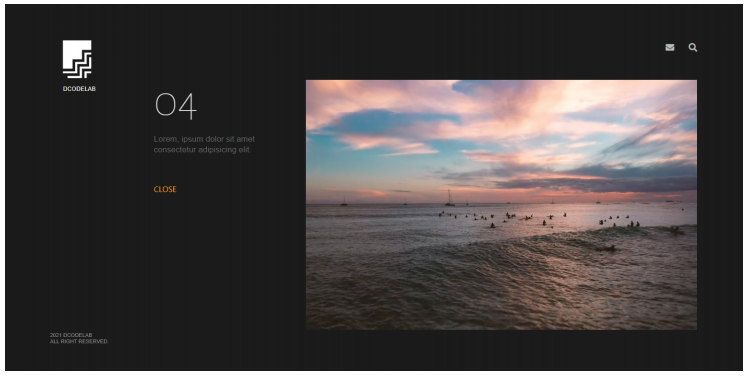 DCODELAB
04
Lorem, ipsum dolor sit amet
consectetur adipisicing elit.
CLOSE
2021 DCODELAB
ALL RIGHT RESERVED.